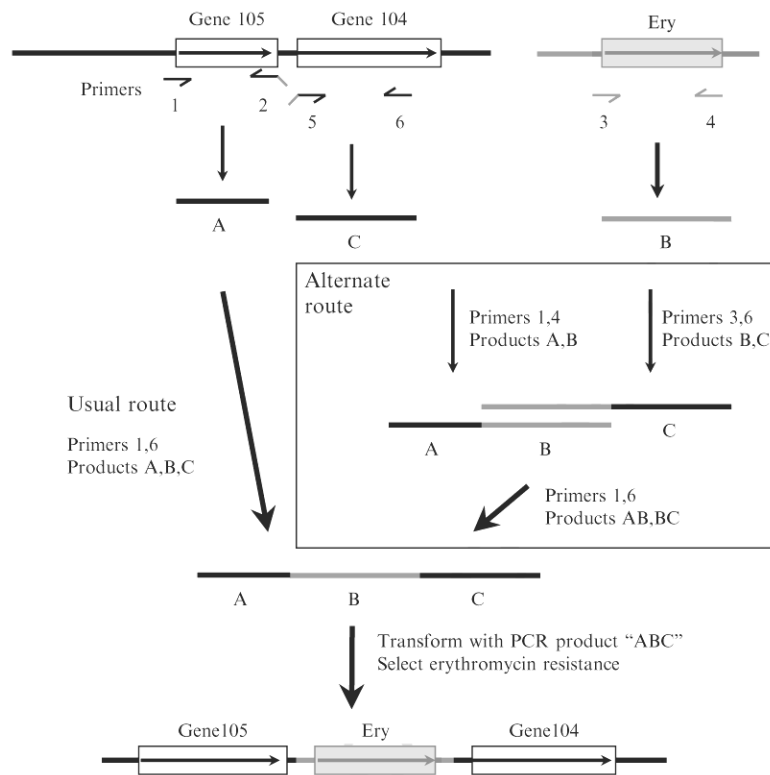 Gene 105
Gene 104
Ery
Primers
1
2
5
6
3
4
A
C
B
Alternate
route
Primers 1,4
Products A,B
Primers 3,6
Products B,C
Usual route
Primers 1,6
Products A,B,C
A
B
C
Primers 1,6
Products AB,BC
A
B
C
Transform with PCR product “ABC”
Select erythromycin resistance
Gene105
Ery
Gene104